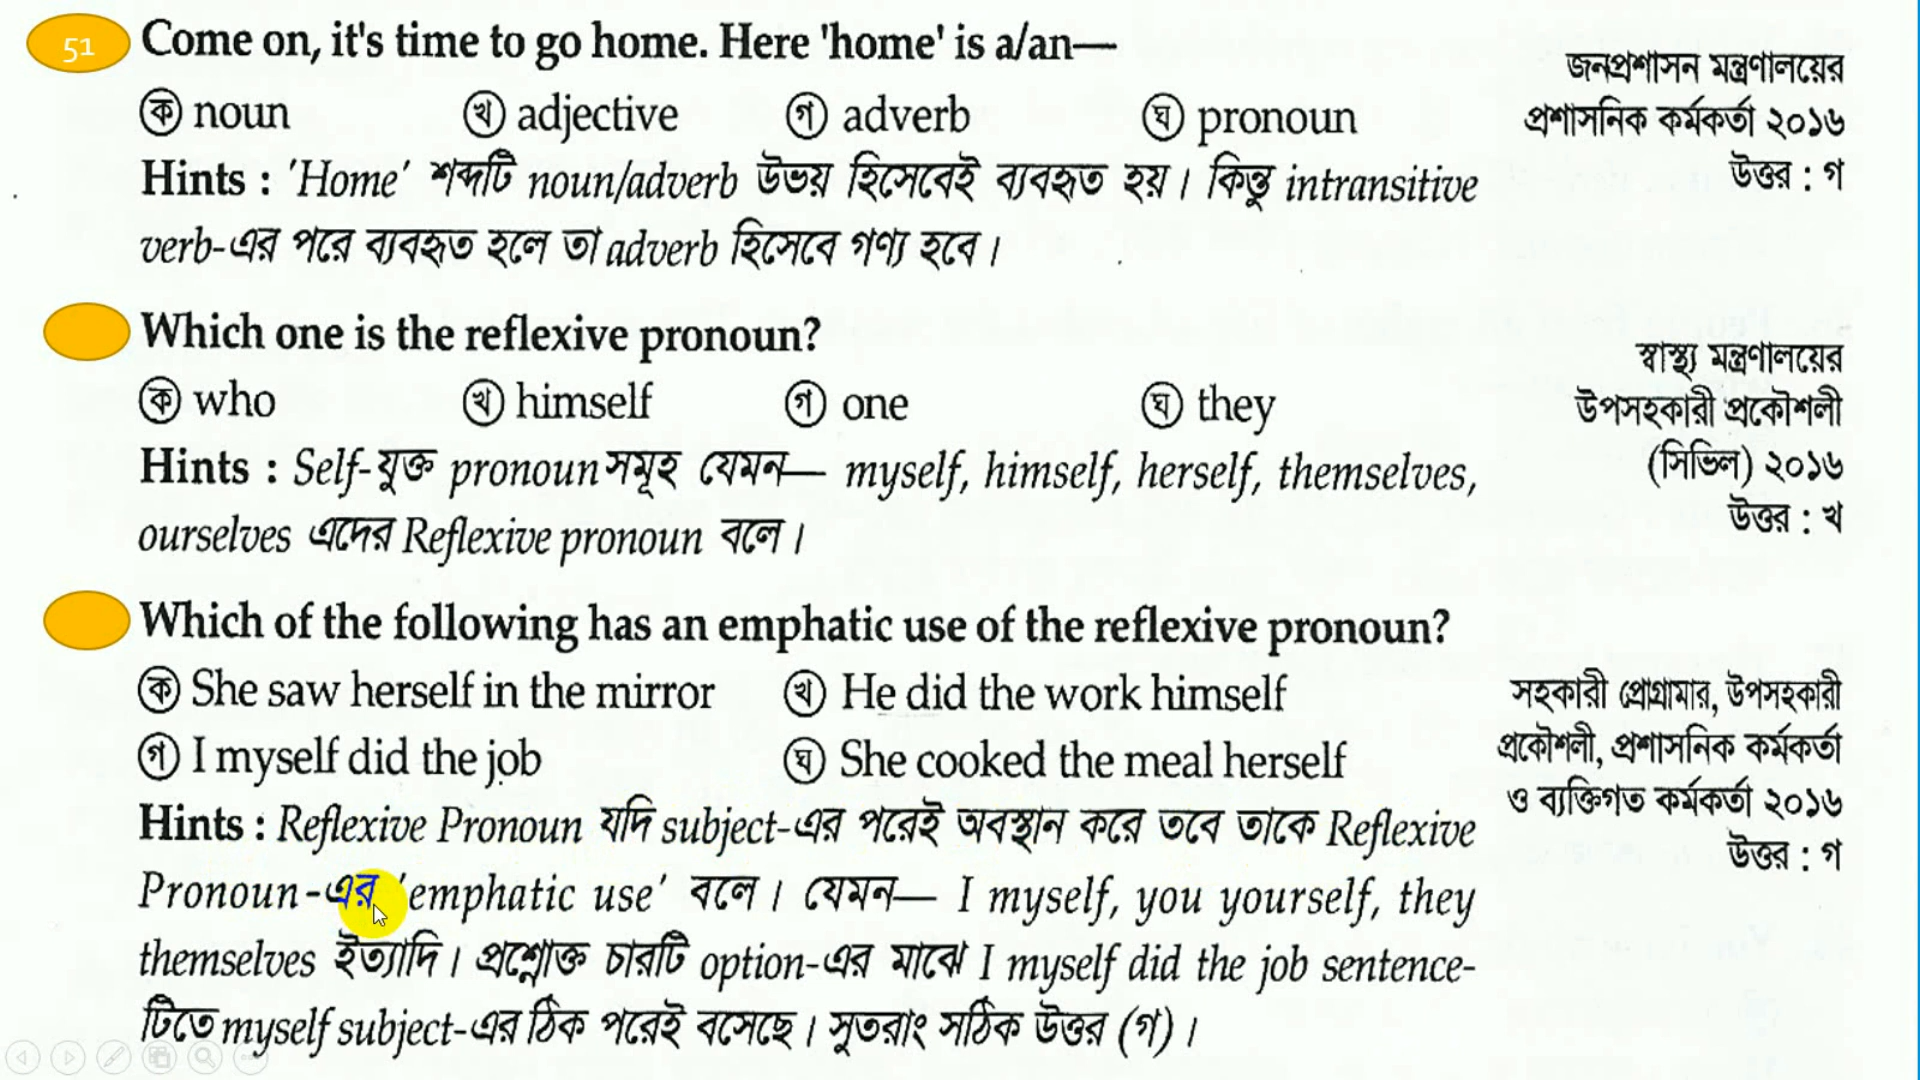 51 Come on, it's time to go home. Here 'home' is a/an—
ক noun খ adjective গ adverb ঘ pronoun
Hints : 'Home' শব্দটি noun/adverb উভয় হিসেবেই ব্যবহৃত হয়। কিন্তু intransitive
verb-এর পরে ব্যবহৃত হলে তা adverb হিসেবে গণ্য হবে।
জনপ্রশাসন মন্ত্রণালয়ের
প্রশাসনিক কর্মকর্তা ২০১৬
উত্তর : গ
Which one is the reflexive pronoun?
ক who খ himself গ one ঘ they
Hints : Self-যুক্ত pronounসমূহ যেমন— myself, himself, herself, themselves,
ourselves এদের Reflexive pronoun বলে।
স্বাস্থ্য মন্ত্রণালয়ের
উপসহকারী প্রকৌশলী
(সিভিল) ২০১৬
উত্তর : খ
Which of the following has an emphatic use of the reflexive pronoun?
ক She saw herself in the mirror খ He did the work himself
গ I myself did the job ঘ She cooked the meal herself
Hints : Reflexive Pronoun যদি subject-এর পরেই অবস্থান করে তবে তাকে Reflexive
Pronoun-এর 'emphatic use' বলে। যেমন— I myself, you yourself, they
themselves ইত্যাদি। প্রশ্নোক্ত চারটি option-এর মাঝে I myself did the job sentence-
টিতে myself subject-এর ঠিক পরেই বসেছে। সুতরাং সঠিক উত্তর (গ)।
সহকারী প্রোগ্রামার, উপসহকারী
প্রকৌশলী, প্রশাসনিক কর্মকর্তা
ও ব্যক্তিগত কর্মকর্তা ২০১৬
উত্তর : গ